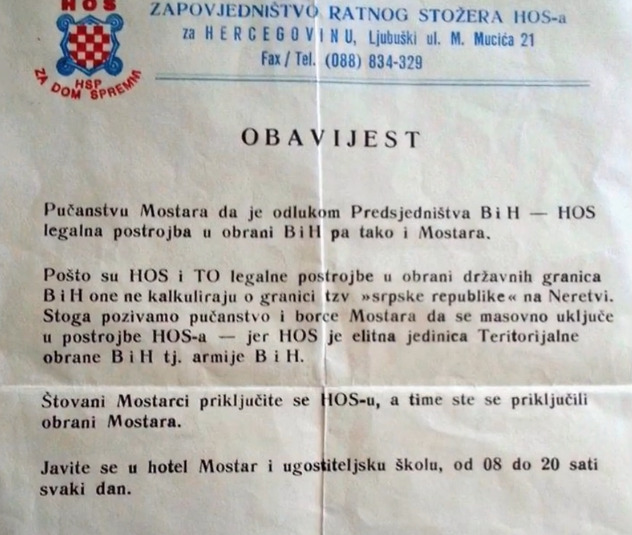 HOS
HSP
ZA DOM SPREMNI
ZAPOVJEDNIŠTVO RATNOG STOŽERA HOS-a
za HERCEGOVINU, Ljubuški ul. M. Mucića 21
Fax / Tel. (088) 834-329
OBAVIJEST
Pučanstvu Mostara da je odlukom Predsjedništva BiH — HOS
legalna postrojba u obrani BiH pa tako i Mostara.
Pošto su HOS i TO legalne postrojbe u obrani državnih granica
BiH one ne kalkuliraju o granici tzv »srpske republike« na Neretvi.
Stoga pozivamo pučanstvo i borce Mostara da se masovno uključe
u postrojbe HOS-a — jer HOS je elitna jedinica Teritorijalne
obrane BiH tj. armije BiH.
Štovani Mostarci priključite se HOS-u, a time ste se priključili
obrani Mostara.
Javite se u hotel Mostar i ugostiteljsku školu, od 08 do 20 sati
svaki dan.